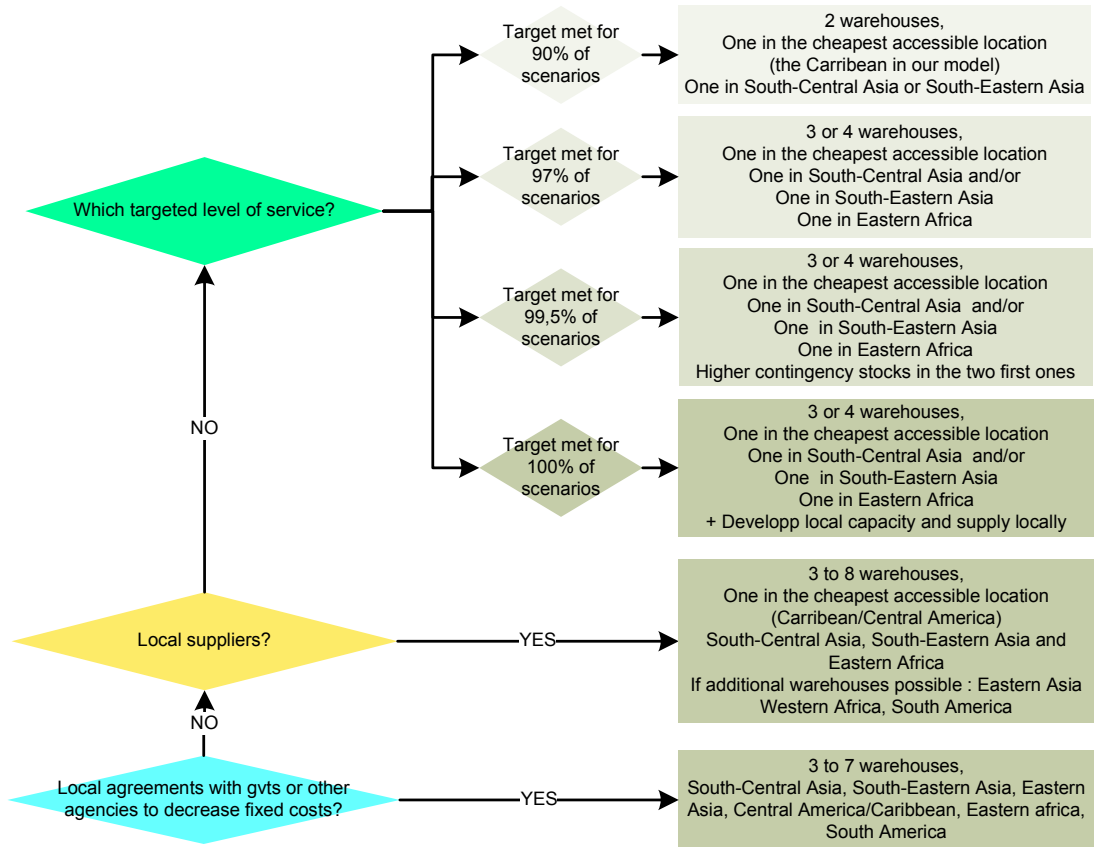 Target met for
90% of
scenarios
2 warehouses,
One in the cheapest accessible location
(the Carribean in our model)
One in South-Central Asia or South-Eastern Asia
Target met for
97% of
scenarios
3 or 4 warehouses,
One in the cheapest accessible location
One in South-Central Asia and/or
One in South-Eastern Asia
One in Eastern Africa
Which targeted level of service?
Target met for
99,5% of
scenarios
3 or 4 warehouses,
One in the cheapest accessible location
One in South-Central Asia and/or
One in South-Eastern Asia
One in Eastern Africa
Higher contingency stocks in the two first ones
NO
Target met for
100% of
scenarios
3 or 4 warehouses,
One in the cheapest accessible location
One in South-Central Asia and/or
One in South-Eastern Asia
One in Eastern Africa
+ Developp local capacity and supply locally
Local suppliers?
YES
3 to 8 warehouses,
One in the cheapest accessible location
(Carribean/Central America)
South-Central Asia, South-Eastern Asia and
Eastern Africa
If additional warehouses possible : Eastern Asia
Western Africa, South America
NO
Local agreements with gvts or other
agencies to decrease fixed costs?
YES
3 to 7 warehouses,
South-Central Asia, South-Eastern Asia, Eastern
Asia, Central America/Caribbean, Eastern africa,
South America